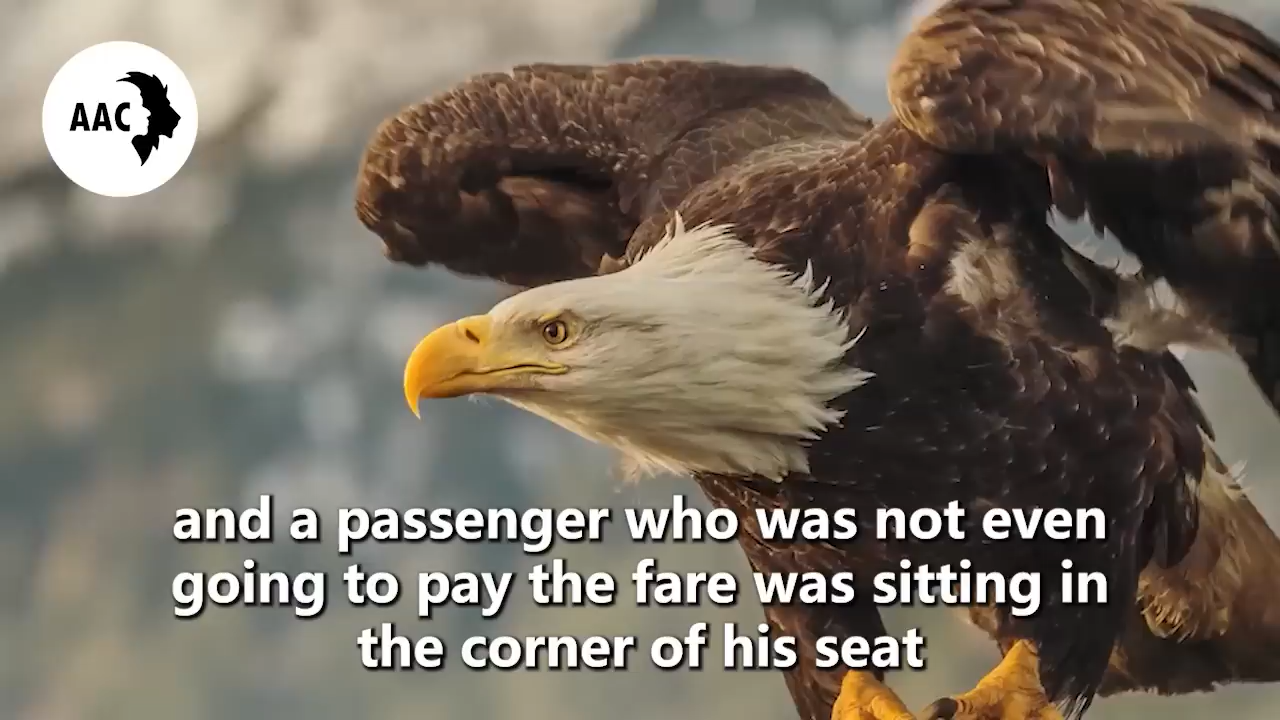 AAC
and a passenger who was not even
going to pay the fare was sitting in
the corner of his seat